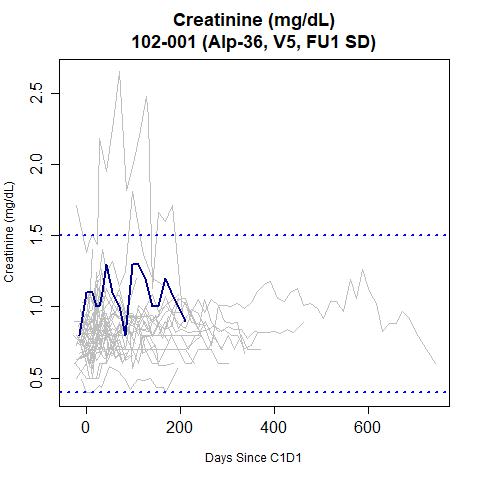 Creatinine (mg/dL)
102-001 (Alp-36, V5, FU1 SD)
Creatinine (mg/dL)
2.5
2.0
1.5
1.0
0.5
0 200 400 600
Days Since C1D1